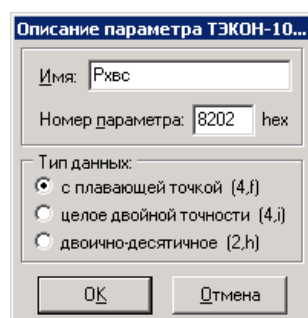 Описание параметра ТЭКОН-10...
Имя: Рхвс
Номер параметра: 8202 hex
Тип данных:
с плавающей точкой (4,f)
целое двойной точности (4,i)
двоично-десятичное (2,h)
OK Отмена